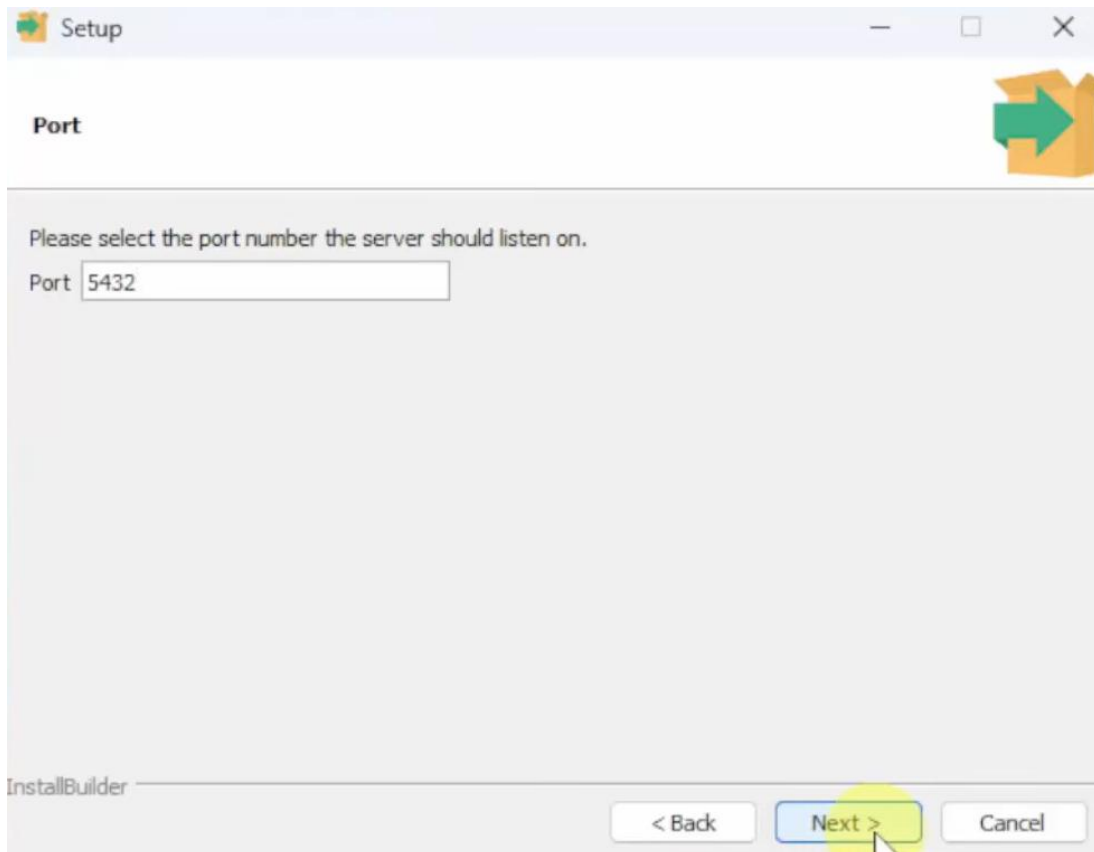 Setup
Port
Please select the port number the server should listen on.
Port 5432
InstallBuilder
< Back Next > Cancel